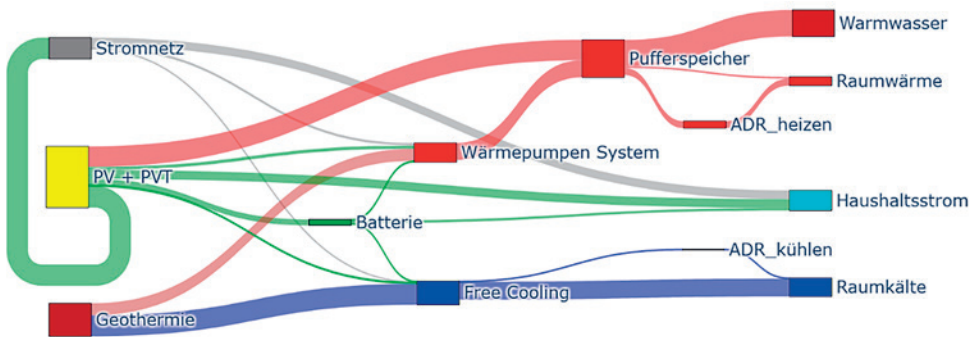 Warmwasser
Stromnetz
Pufferspeicher
Raumwärme
ADR_heizen
Wärmepumpen System
PV + PVT
Haushaltsstrom
Batterie
ADR_kühlen
Free Cooling
Raumkälte
Geothermie